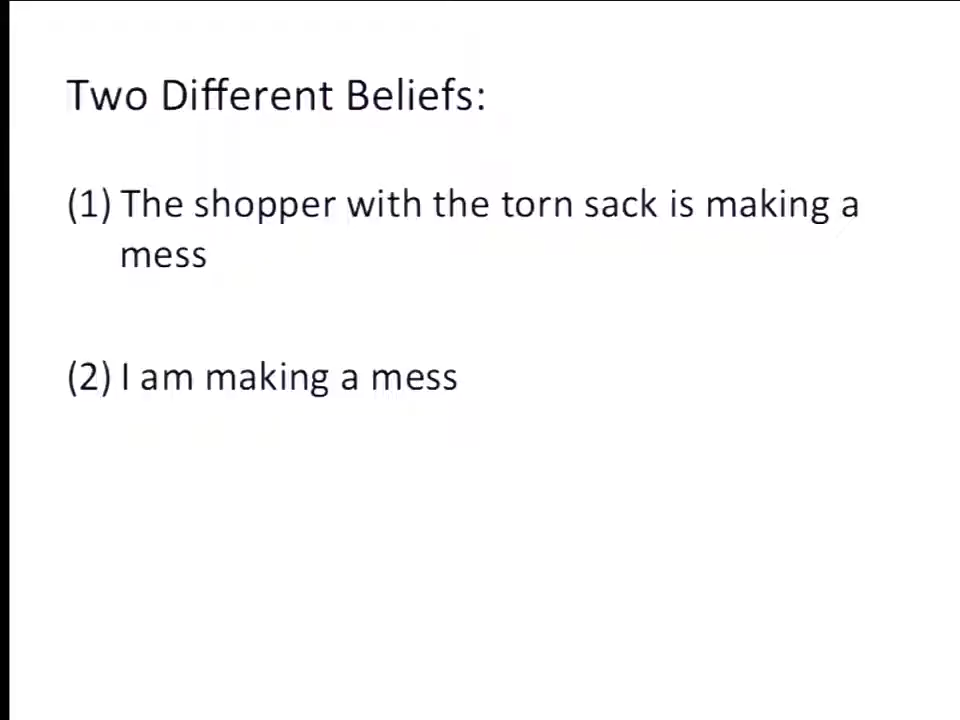 Two Different Beliefs:
(1) The shopper with the torn sack is making a
mess
(2) I am making a mess